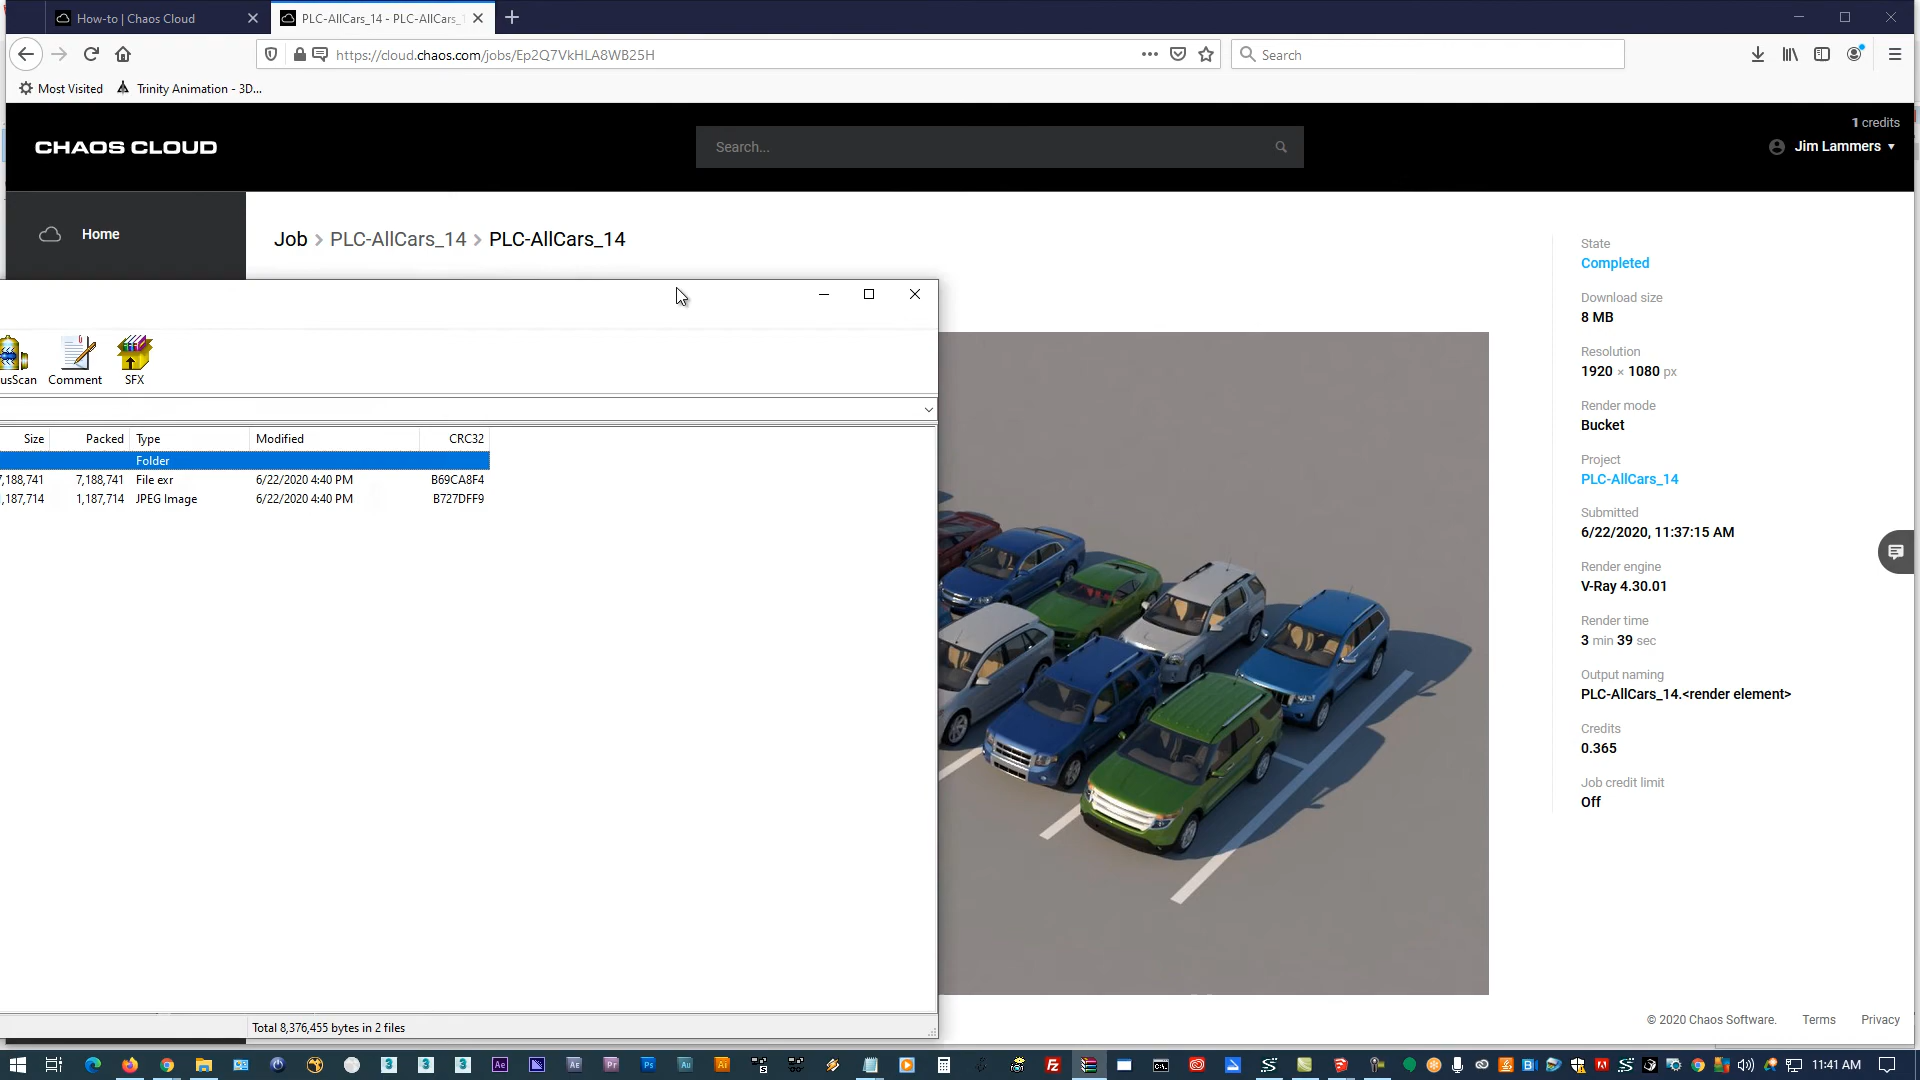 How-to | Chaos Cloud
PLC-AllCars_14 - PLC-AllCars_1
https://cloud.chaos.com/jobs/Ep2Q7VkHLA8WB25H
Search
Most Visited
Trinity Animation - 3D...
CHAOS CLOUD
Search...
1 credits
Jim Lammers
Home
Job > PLC-AllCars_14 > PLC-AllCars_14
State
Completed
Download size
8 MB
Resolution
1920 × 1080 px
Render mode
Bucket
Project
PLC-AllCars_14
Submitted
6/22/2020, 11:37:15 AM
Render engine
V-Ray 4.30.01
Render time
3 min 39 sec
Output naming
PLC-AllCars_14.<render element>
Credits
0.365
Job credit limit
Off
usScan
Comment
SFX
Size Packed Type Modified CRC32
Folder
7,188,741 7,188,741 File exr 6/22/2020 4:40 PM B69CA8F4
,187,714 1,187,714 JPEG Image 6/22/2020 4:40 PM B727DFF9
Total 8,376,455 bytes in 2 files
© 2020 Chaos Software. Terms Privacy
11:41 AM